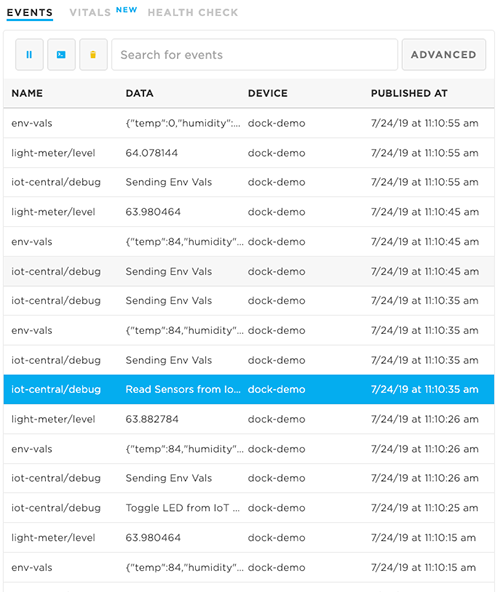 EVENTS VITALS NEW HEALTH CHECK
Search for events ADVANCED
NAME DATA DEVICE PUBLISHED AT
env-vals {"temp":0,"humidity":... dock-demo 7/24/19 at 11:10:55 am
light-meter/level 64.078144 dock-demo 7/24/19 at 11:10:55 am
iot-central/debug Sending Env Vals dock-demo 7/24/19 at 11:10:55 am
light-meter/level 63.980464 dock-demo 7/24/19 at 11:10:45 am
env-vals {"temp":84,"humidity"... dock-demo 7/24/19 at 11:10:45 am
iot-central/debug Sending Env Vals dock-demo 7/24/19 at 11:10:45 am
iot-central/debug Sending Env Vals dock-demo 7/24/19 at 11:10:35 am
env-vals {"temp":84,"humidity"... dock-demo 7/24/19 at 11:10:35 am
iot-central/debug Sending Env Vals dock-demo 7/24/19 at 11:10:35 am
iot-central/debug Read Sensors from Io... dock-demo 7/24/19 at 11:10:35 am
light-meter/level 63.882784 dock-demo 7/24/19 at 11:10:26 am
env-vals {"temp":84,"humidity"... dock-demo 7/24/19 at 11:10:26 am
iot-central/debug Sending Env Vals dock-demo 7/24/19 at 11:10:26 am
iot-central/debug Toggle LED from IoT ... dock-demo 7/24/19 at 11:10:25 am
light-meter/level 63.980464 dock-demo 7/24/19 at 11:10:15 am
env-vals {"temp":84,"humidity"... dock-demo 7/24/19 at 11:10:15 am